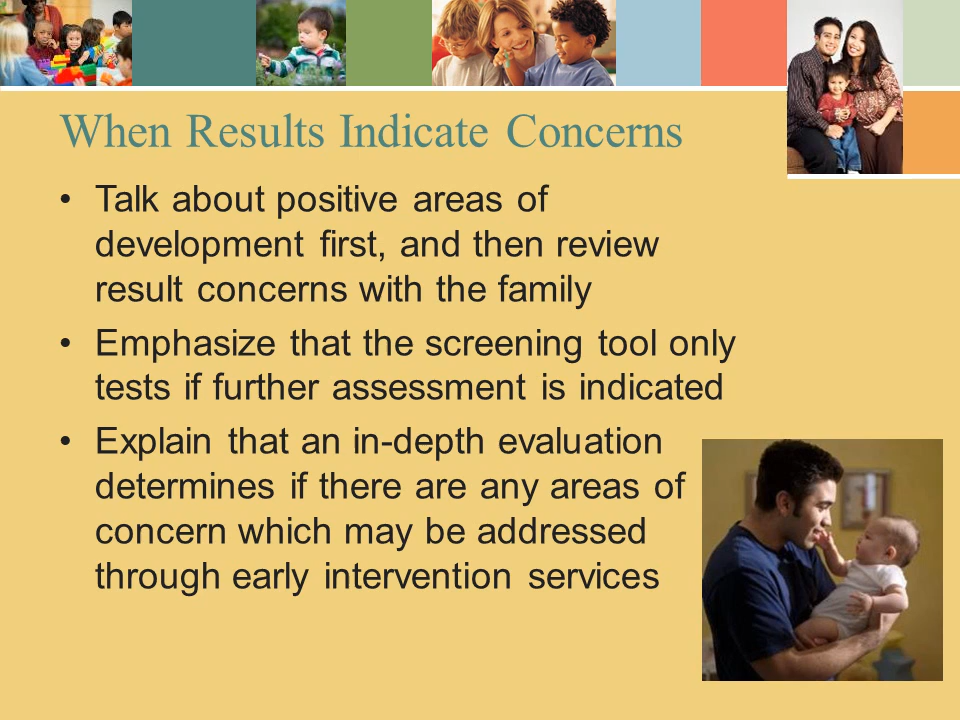 When Results Indicate Concerns
• Talk about positive areas of
development first, and then review
result concerns with the family
• Emphasize that the screening tool only
tests if further assessment is indicated
• Explain that an in-depth evaluation
determines if there are any areas of
concern which may be addressed
through early intervention services